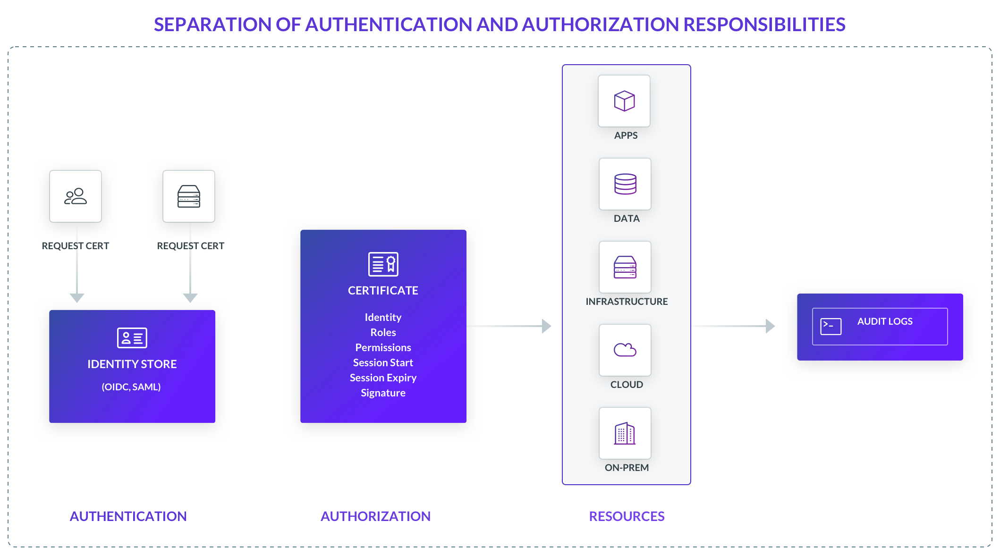 SEPARATION OF AUTHENTICATION AND AUTHORIZATION RESPONSIBILITIES
REQUEST CERT
REQUEST CERT
IDENTITY STORE
(OIDC, SAML)
AUTHENTICATION
CERTIFICATE
Identity
Roles
Permissions
Session Start
Session Expiry
Signature
AUTHORIZATION
APPS
DATA
INFRASTRUCTURE
CLOUD
ON-PREM
RESOURCES
AUDIT LOGS